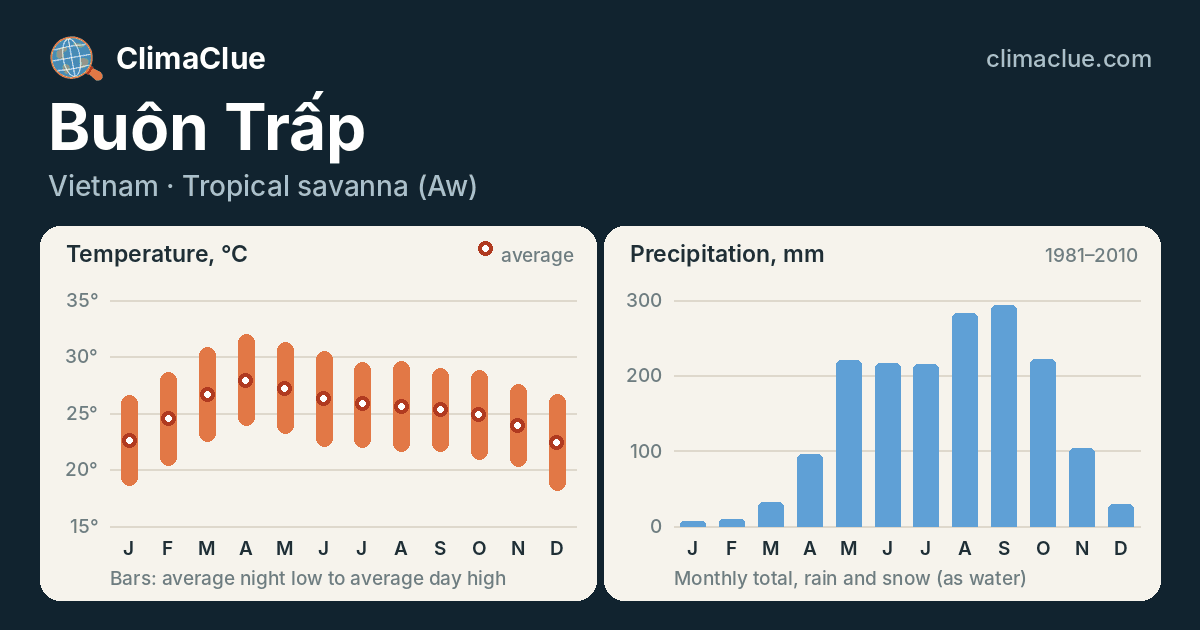 ClimaClue
climaclue.com
Buôn Trấp
Vietnam · Tropical savanna (Aw)
Temperature, °C
average
35°
30°
25°
20°
15°
J F M A M J J A S O N D
Bars: average night low to average day high
Precipitation, mm
1981–2010
300
200
100
0
J F M A M J J A S O N D
Monthly total, rain and snow (as water)